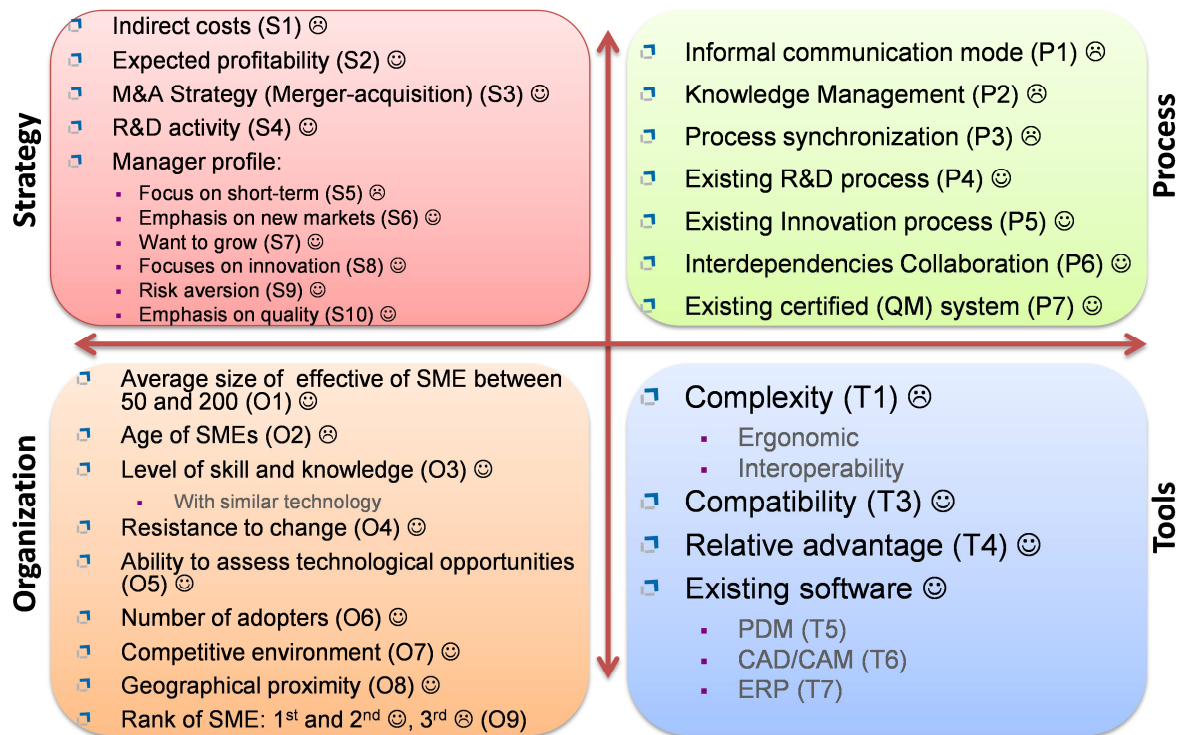 Strategy
Indirect costs (S1) ☹
Expected profitability (S2) ☺
M&A Strategy (Merger-acquisition) (S3) ☺
R&D activity (S4) ☺
Manager profile:
Focus on short-term (S5) ☹
Emphasis on new markets (S6) ☺
Want to grow (S7) ☺
Focuses on innovation (S8) ☺
Risk aversion (S9) ☺
Emphasis on quality (S10) ☺
Process
Informal communication mode (P1) ☹
Knowledge Management (P2) ☹
Process synchronization (P3) ☹
Existing R&D process (P4) ☺
Existing Innovation process (P5) ☺
Interdependencies Collaboration (P6) ☺
Existing certified (QM) system (P7) ☺
Organization
Average size of effective of SME between
50 and 200 (O1) ☺
Age of SMEs (O2) ☹
Level of skill and knowledge (O3) ☺
With similar technology
Resistance to change (O4) ☺
Ability to assess technological opportunities
(O5) ☺
Number of adopters (O6) ☺
Competitive environment (O7) ☺
Geographical proximity (O8) ☺
Rank of SME: 1st and 2nd ☺, 3rd ☹ (O9)
Tools
Complexity (T1) ☹
Ergonomic
Interoperability
Compatibility (T3) ☺
Relative advantage (T4) ☺
Existing software ☺
PDM (T5)
CAD/CAM (T6)
ERP (T7)